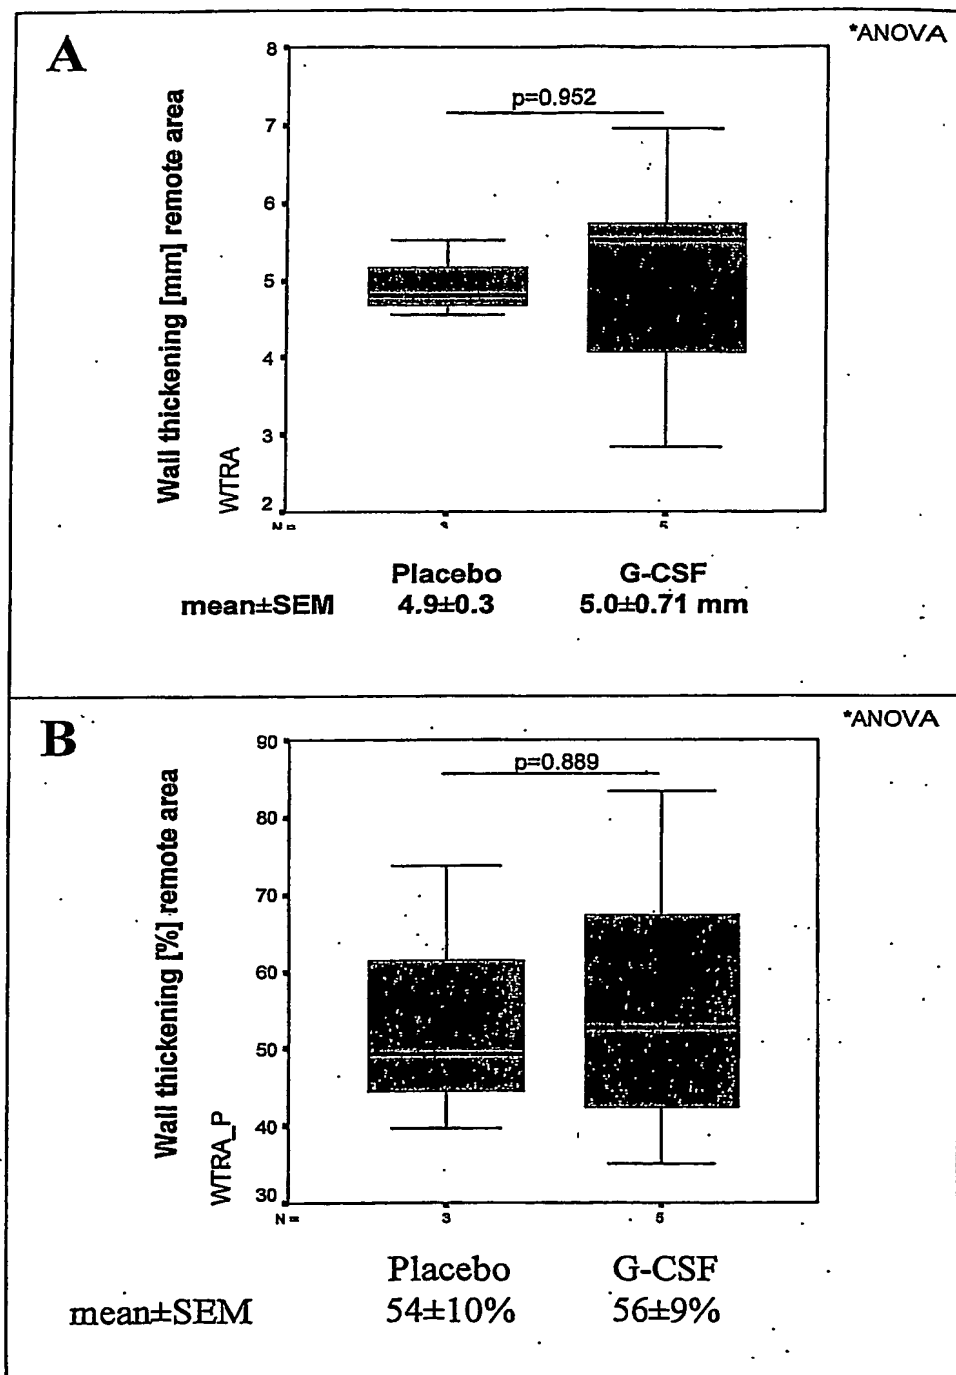 A
*ANOVA
Wall thickening [mm] remote area
WTRA
8
7
6
5
4
3
2
p=0.952
N =
3
5
Placebo G-CSF
mean±SEM 4.9±0.3 5.0±0.71 mm
B
*ANOVA
Wall thickening [%] remote area
WTRA_P
90
80
70
60
50
40
30
p=0.889
N =
3
5
Placebo G-CSF
mean±SEM 54±10% 56±9%